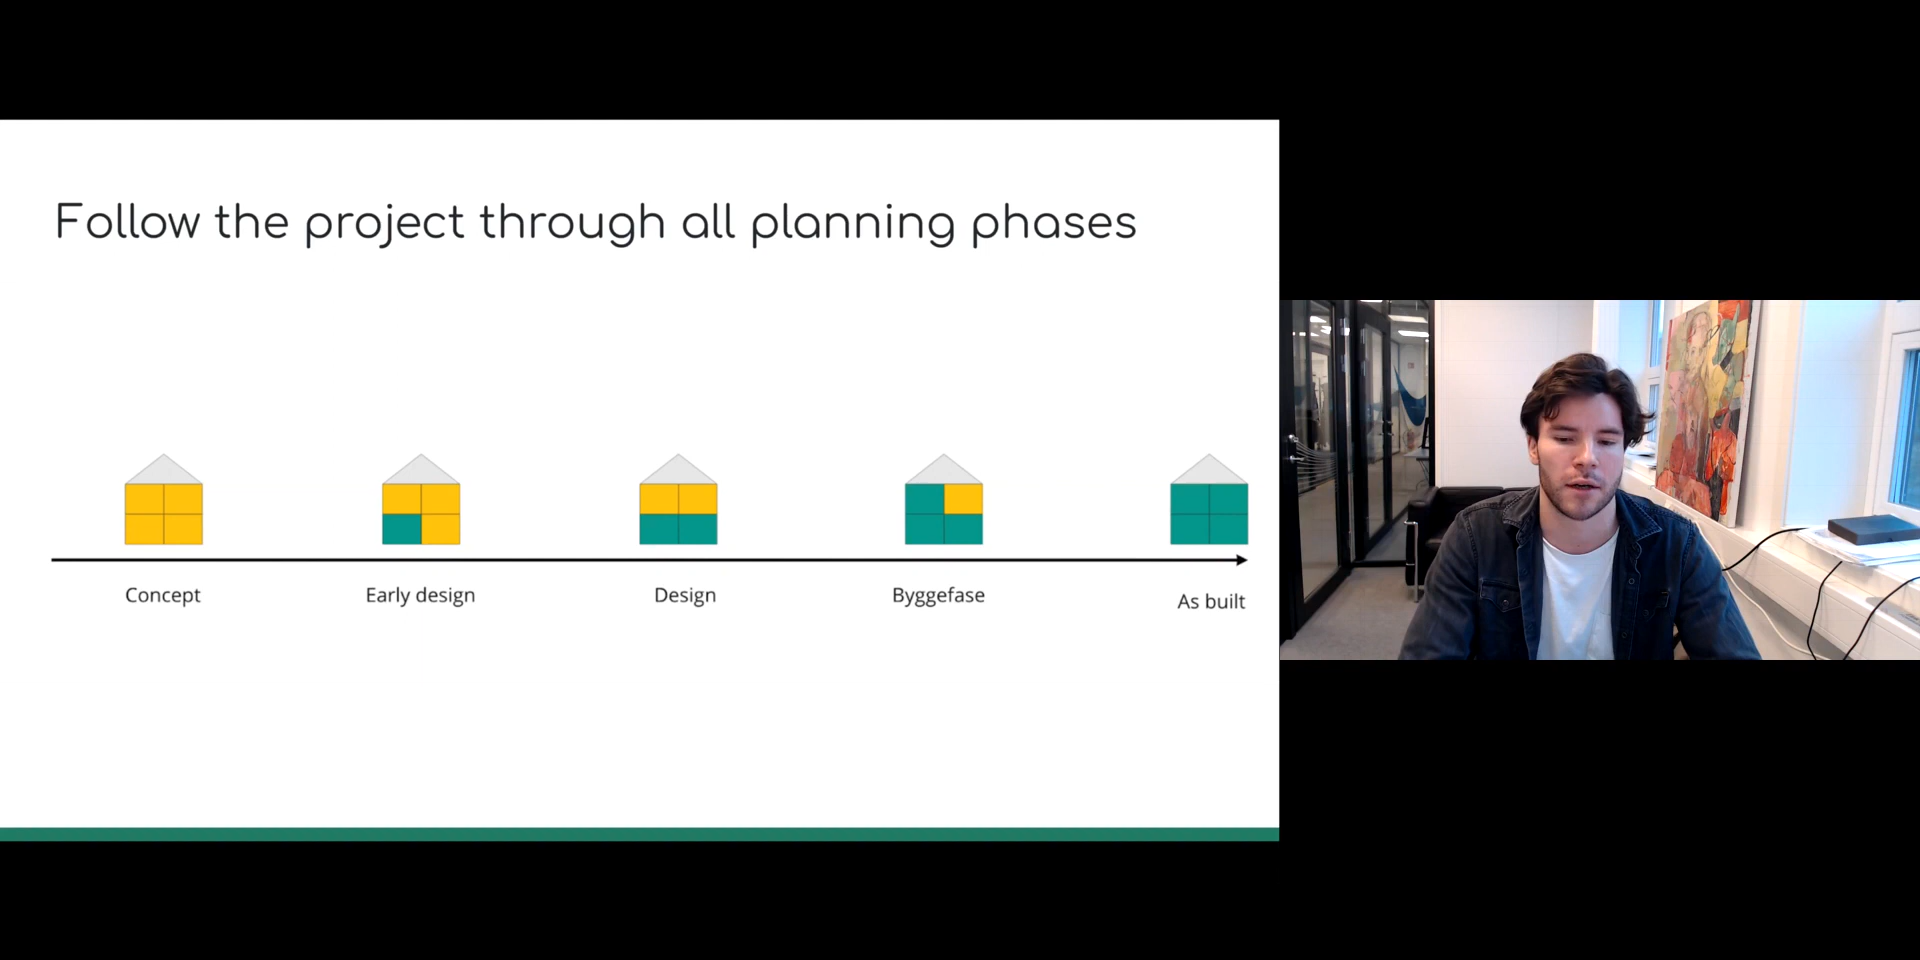 Follow the project through all planning phases
Concept
Early design
Design
Byggefase
As built